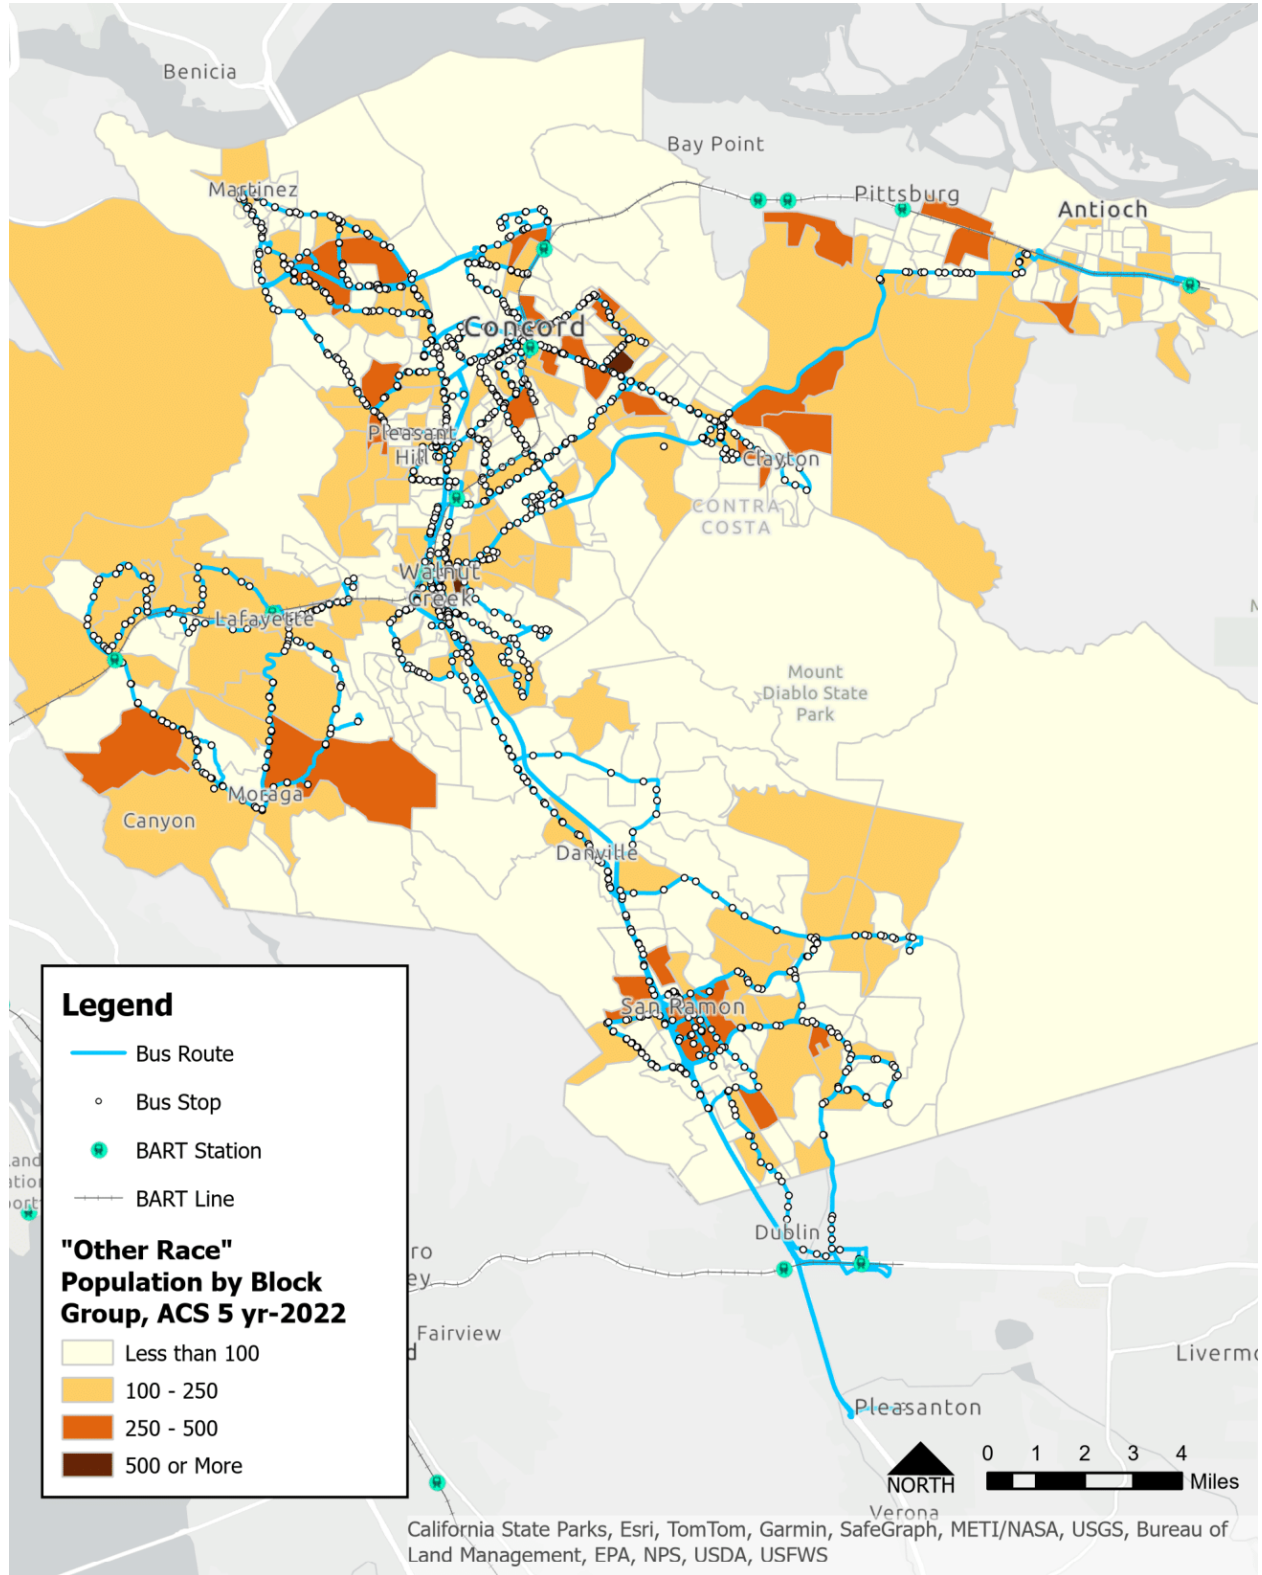 Benicia
Bay Point
Martinez
Pittsburg
Antioch
Concord
Pleasant
Hill
Clayton
CONTRA
COSTA
Walnut
Creek
Lafayette
Mount
Diablo State
Park
Moraga
Canyon
Danville
San Ramon
Legend
Bus Route
Bus Stop
BART Station
BART Line
"Other Race"
Population by Block
Group, ACS 5 yr-2022
Less than 100
100 - 250
250 - 500
500 or More
Dublin
Fairview
Livermo
Pleasanton
NORTH
0 1 2 3 4
Miles
Verona
California State Parks, Esri, TomTom, Garmin, SafeGraph, METI/NASA, USGS, Bureau of
Land Management, EPA, NPS, USDA, USFWS